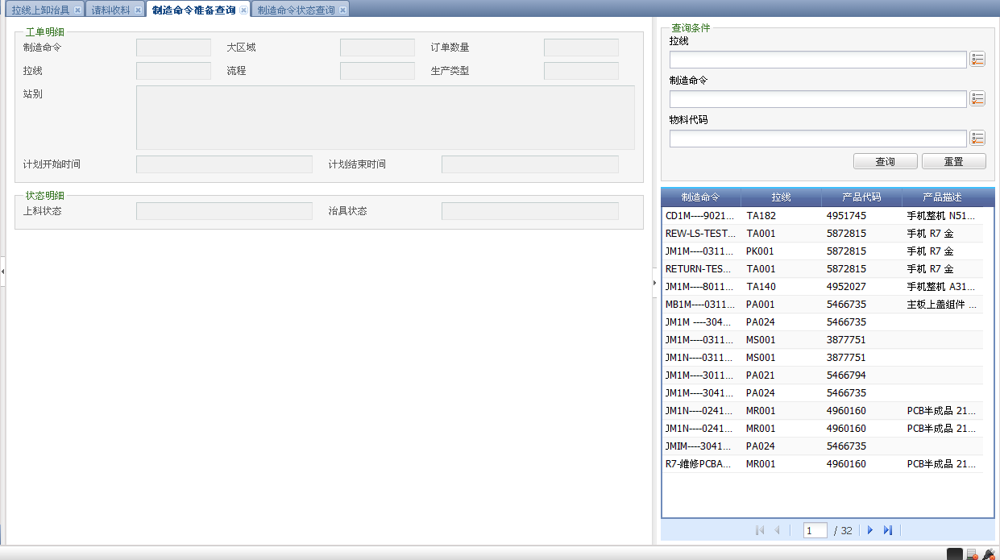 拉线上卸治具 请料收料 制造命令准备查询 制造命令状态查询
工单明细
制造命令 大区域 订单数量
拉线 流程 生产类型
站别
计划开始时间 计划结束时间
状态明细
上料状态 治具状态
查询条件
拉线
制造命令
物料代码
查询 重置
制造命令 拉线 产品代码 产品描述
CD1M----9021... TA182 4951745 手机整机 N51...
REW-LS-TEST... TA001 5872815 手机 R7 金
JM1M----0311... PK001 5872815 手机 R7 金
RETURN-TES... TA001 5872815 手机 R7 金
JM1M----8011... TA140 4952027 手机整机 A31...
MB1M----0311... PA001 5466735 主板上盖组件 ...
JM1M ----304... PA024 5466735
JM1M----0311... MS001 3877751
JM1N----0311... MS001 3877751
JM1M----3011... PA021 5466794
JM1M----3041... PA024 5466735
JM1N----0241... MR001 4960160 PCB半成品 21...
JM1N----0241... MR001 4960160 PCB半成品 21...
JMIM----3041... PA024 5466735
R7-维修PCBA... MR001 4960160 PCB半成品 21...
1 / 32